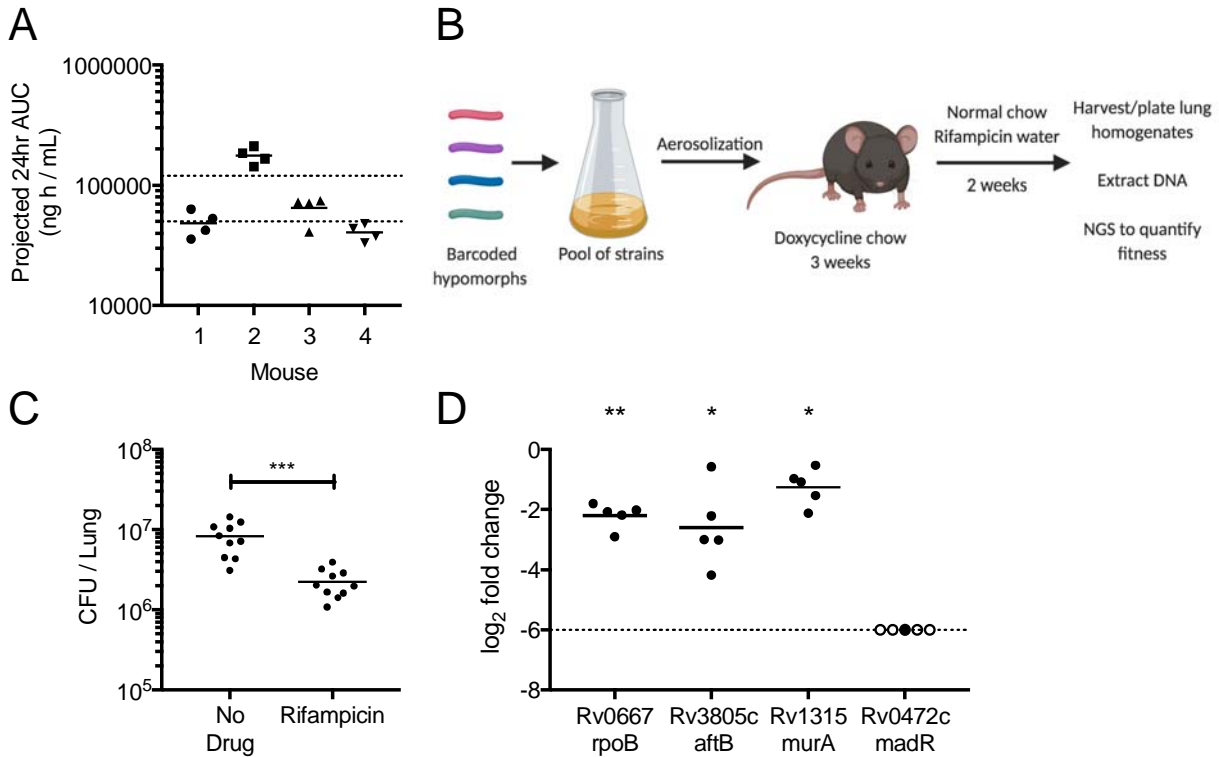 A
Projected 24hr AUC
(ng h / mL)
1000000
100000
10000
1 2 3 4
Mouse
B
Barcoded
hypomorphs
Pool of strains
Aerosolization
Doxycycline chow
3 weeks
Normal chow
Rifampicin water
2 weeks
Harvest/plate lung
homogenates
Extract DNA
NGS to quantify
fitness
C
CFU / Lung
10⁸
10⁷
10⁶
10⁵
***
No
Drug
Rifampicin
D
** * *
log₂ fold change
0
-2
-4
-6
-8
Rv0667
rpoB
Rv3805c
aftB
Rv1315
murA
Rv0472c
madR